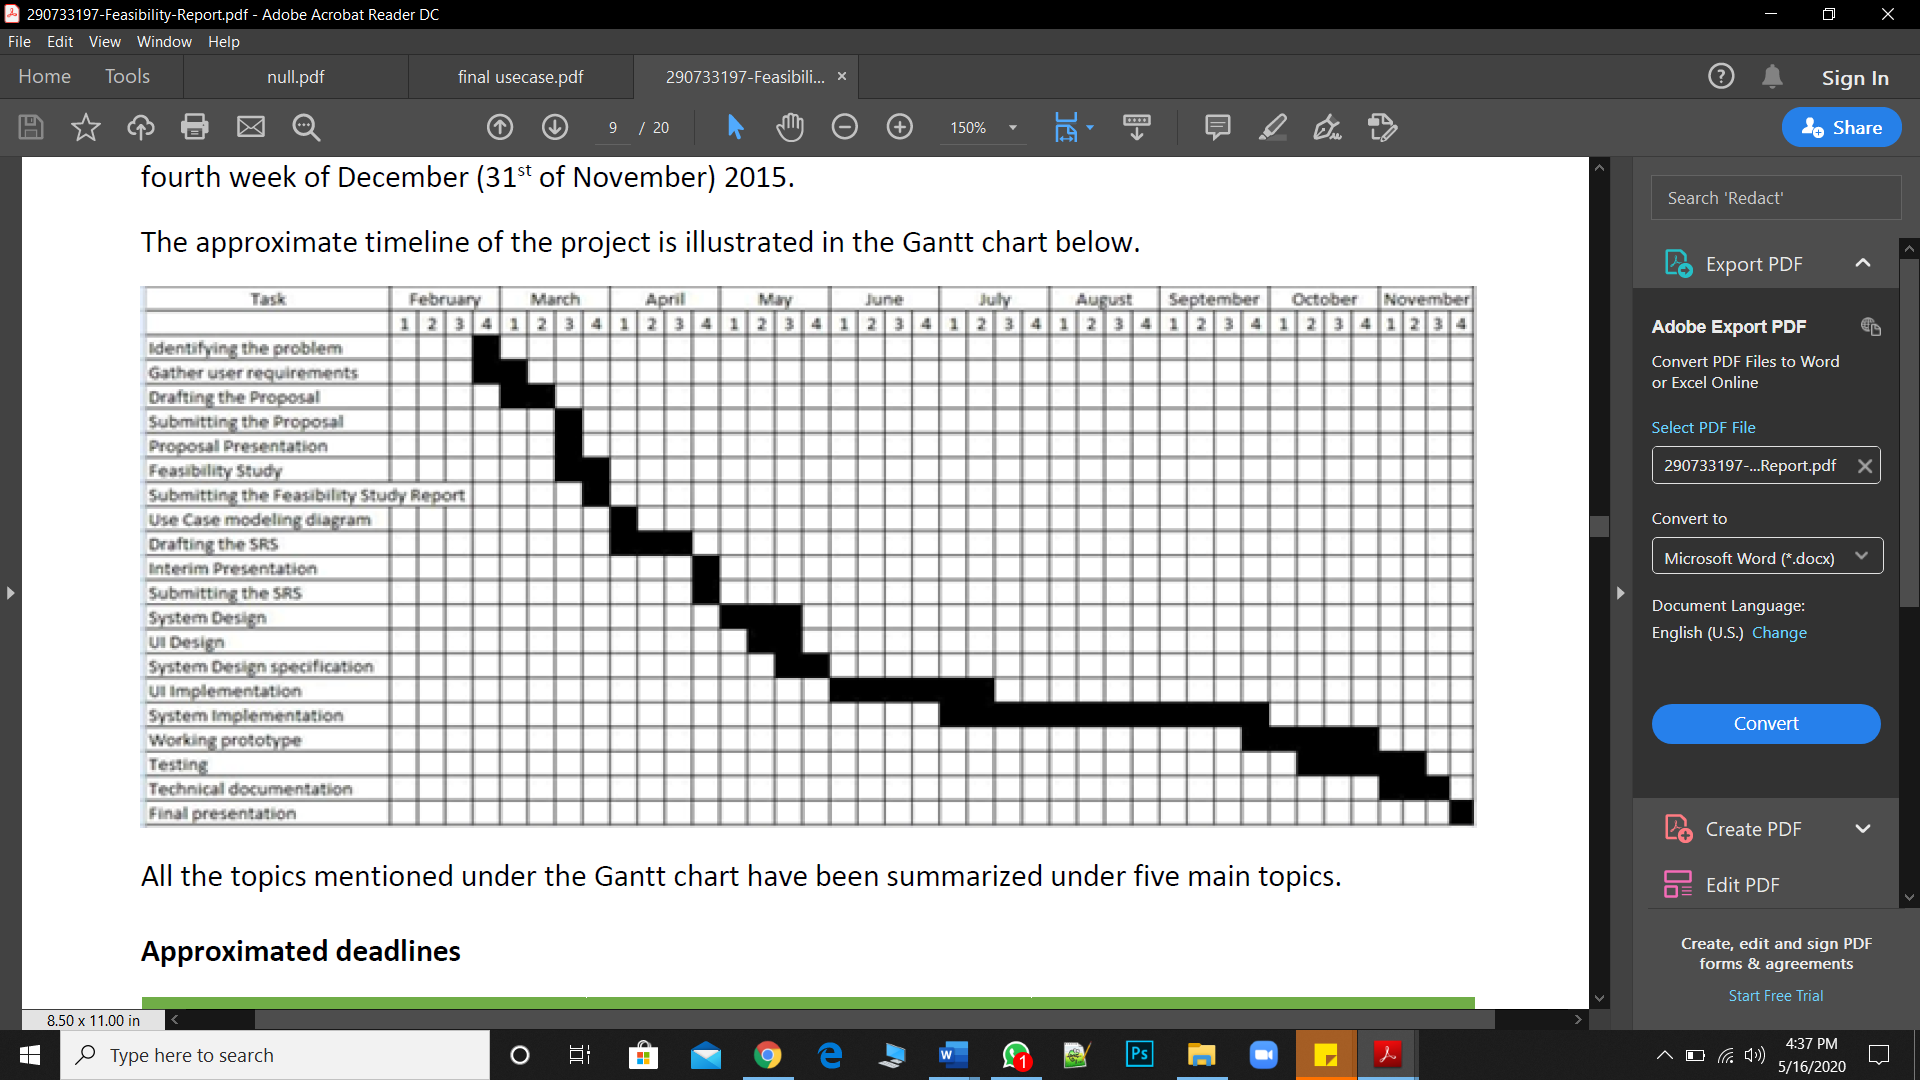 290733197-Feasibility-Report.pdf - Adobe Acrobat Reader DC
File Edit View Window Help
Home Tools null.pdf final usecase.pdf 290733197-Feasibili... × ? Sign In
9 / 20 150% Share
fourth week of December (31st of November) 2015.
The approximate timeline of the project is illustrated in the Gantt chart below.
Task February March April May June July August September October November
1 2 3 4 1 2 3 4 1 2 3 4 1 2 3 4 1 2 3 4 1 2 3 4 1 2 3 4 1 2 3 4 1 2 3 4 1 2 3 4
Identifying the problem
Gather user requirements
Drafting the Proposal
Submitting the Proposal
Proposal Presentation
Feasibility Study
Submitting the Feasibility Study Report
Use Case modeling diagram
Drafting the SRS
Interim Presentation
Submitting the SRS
System Design
UI Design
System Design specification
UI Implementation
System Implementation
Working prototype
Testing
Technical documentation
Final presentation
All the topics mentioned under the Gantt chart have been summarized under five main topics.
Approximated deadlines
8.50 x 11.00 in
Search 'Redact'
Export PDF
Adobe Export PDF
Convert PDF Files to Word
or Excel Online
Select PDF File
290733197-...Report.pdf
Convert to
Microsoft Word (*.docx)
Document Language:
English (U.S.) Change
Convert
Create PDF
Edit PDF
Create, edit and sign PDF
forms & agreements
Start Free Trial
Type here to search
1
Ps
4:37 PM
5/16/2020